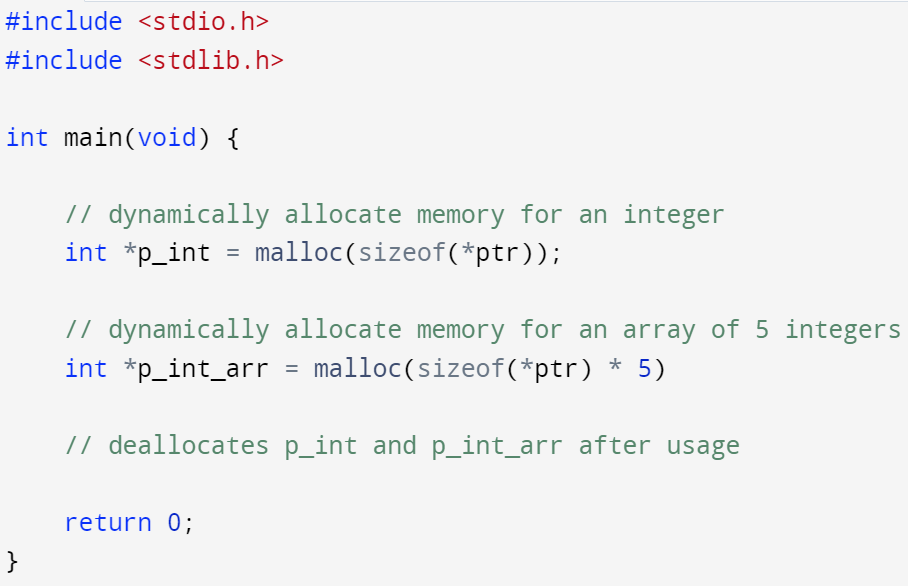 #include <stdio.h>
#include <stdlib.h>
int main(void) {
// dynamically allocate memory for an integer
int *p_int = malloc(sizeof(*ptr));
// dynamically allocate memory for an array of 5 integers
int *p_int_arr = malloc(sizeof(*ptr) * 5)
// deallocates p_int and p_int_arr after usage
return 0;
}